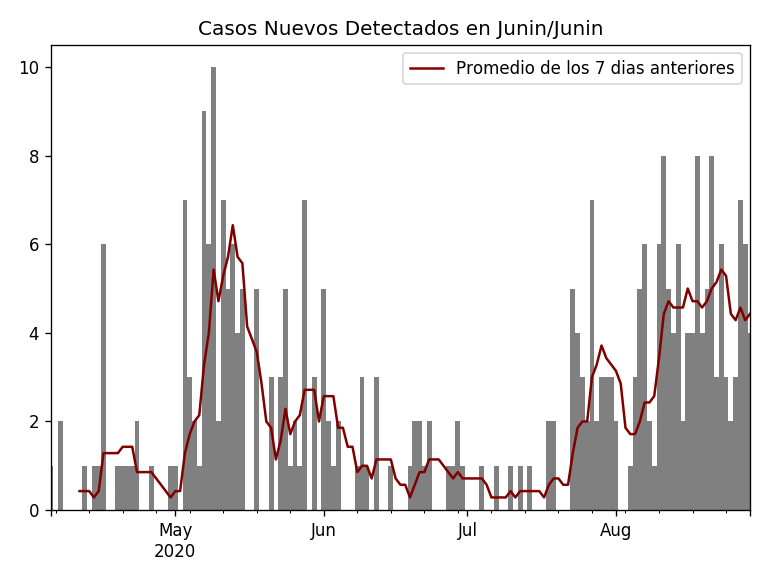 Casos Nuevos Detectados en Junin/Junin
Promedio de los 7 dias anteriores
10
8
6
4
2
0
May
2020
Jun
Jul
Aug